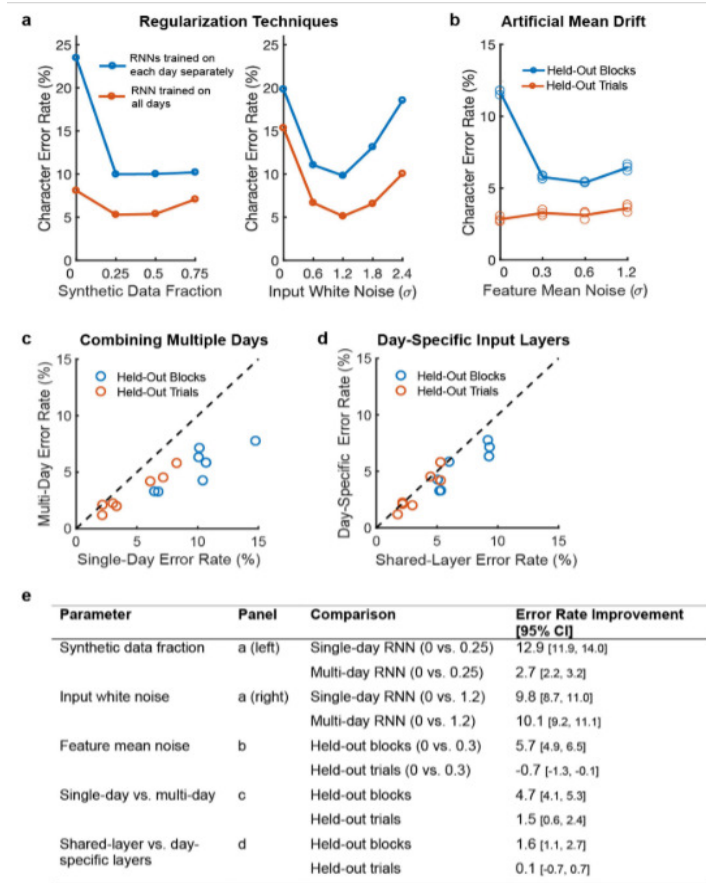 a Regularization Techniques
Character Error Rate (%)
25
20
15
10
5
0
RNNs trained on
each day separately
RNN trained on
all days
0 0.25 0.5 0.75
Synthetic Data Fraction
Character Error Rate (%)
25
20
15
10
5
0
0 0.6 1.2 1.8 2.4
Input White Noise (σ)
b Artificial Mean Drift
Character Error Rate (%)
15
10
5
0
Held-Out Blocks
Held-Out Trials
0 0.3 0.6 1.2
Feature Mean Noise (σ)
c Combining Multiple Days
Multi-Day Error Rate (%)
15
10
5
0
Held-Out Blocks
Held-Out Trials
0 5 10 15
Single-Day Error Rate (%)
d Day-Specific Input Layers
Day-Specific Error Rate (%)
15
10
5
0
Held-Out Blocks
Held-Out Trials
0 5 10 15
Shared-Layer Error Rate (%)
e
Parameter Panel Comparison Error Rate Improvement
[95% CI]
Synthetic data fraction a (left) Single-day RNN (0 vs. 0.25) 12.9 [11.9, 14.0]
Multi-day RNN (0 vs. 0.25) 2.7 [2.2, 3.2]
Input white noise a (right) Single-day RNN (0 vs. 1.2) 9.8 [8.7, 11.0]
Multi-day RNN (0 vs. 1.2) 10.1 [9.2, 11.1]
Feature mean noise b Held-out blocks (0 vs. 0.3) 5.7 [4.9, 6.5]
Held-out trials (0 vs. 0.3) -0.7 [-1.3, -0.1]
Single-day vs. multi-day c Held-out blocks 4.7 [4.1, 5.3]
Held-out trials 1.5 [0.6, 2.4]
Shared-layer vs. day- d Held-out blocks 1.6 [1.1, 2.7]
specific layers Held-out trials 0.1 [-0.7, 0.7]